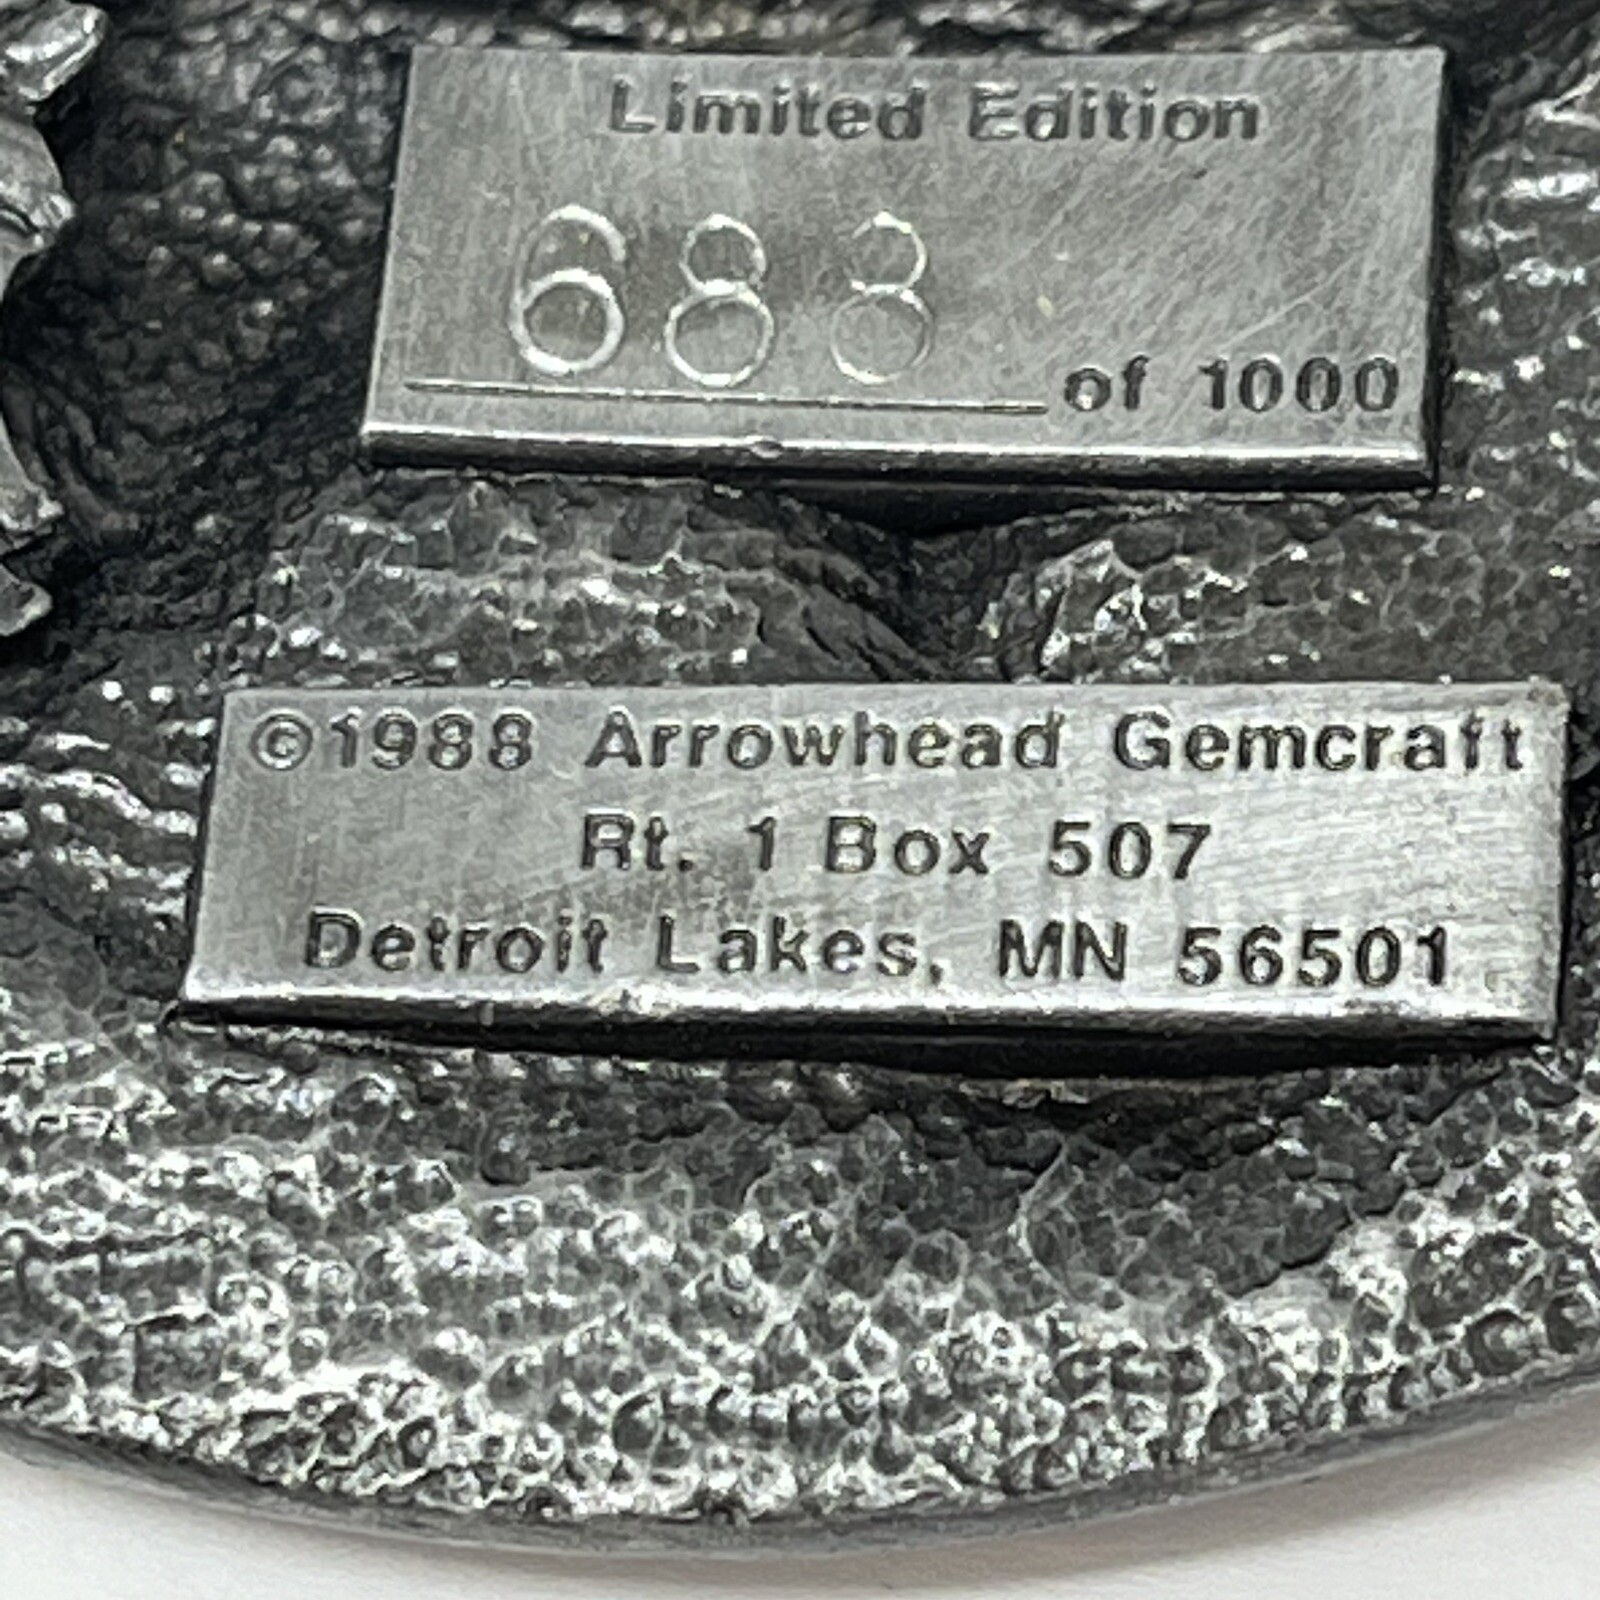 Limited Edition
688 of 1000
©1988 Arrowhead Gemcraft
Rt. 1 Box 507
Detroit Lakes, MN 56501